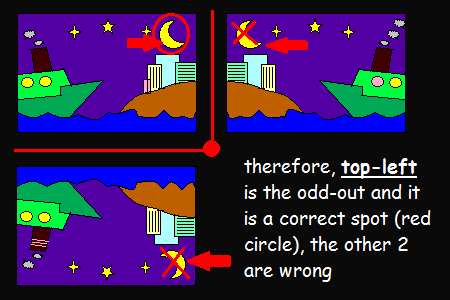 therefore, top-left
is the odd-out and it
is a correct spot (red
circle), the other 2
are wrong